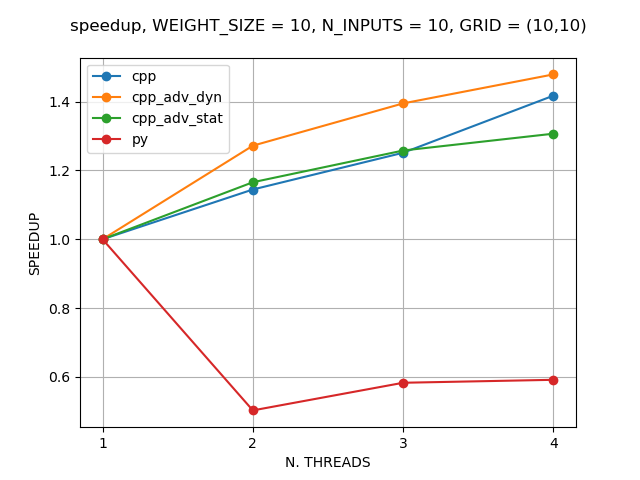 speedup, WEIGHT_SIZE = 10, N_INPUTS = 10, GRID = (10,10)
cpp
cpp_adv_dyn
cpp_adv_stat
py
SPEEDUP
1.4
1.2
1.0
0.8
0.6
1 2 3 4
N. THREADS